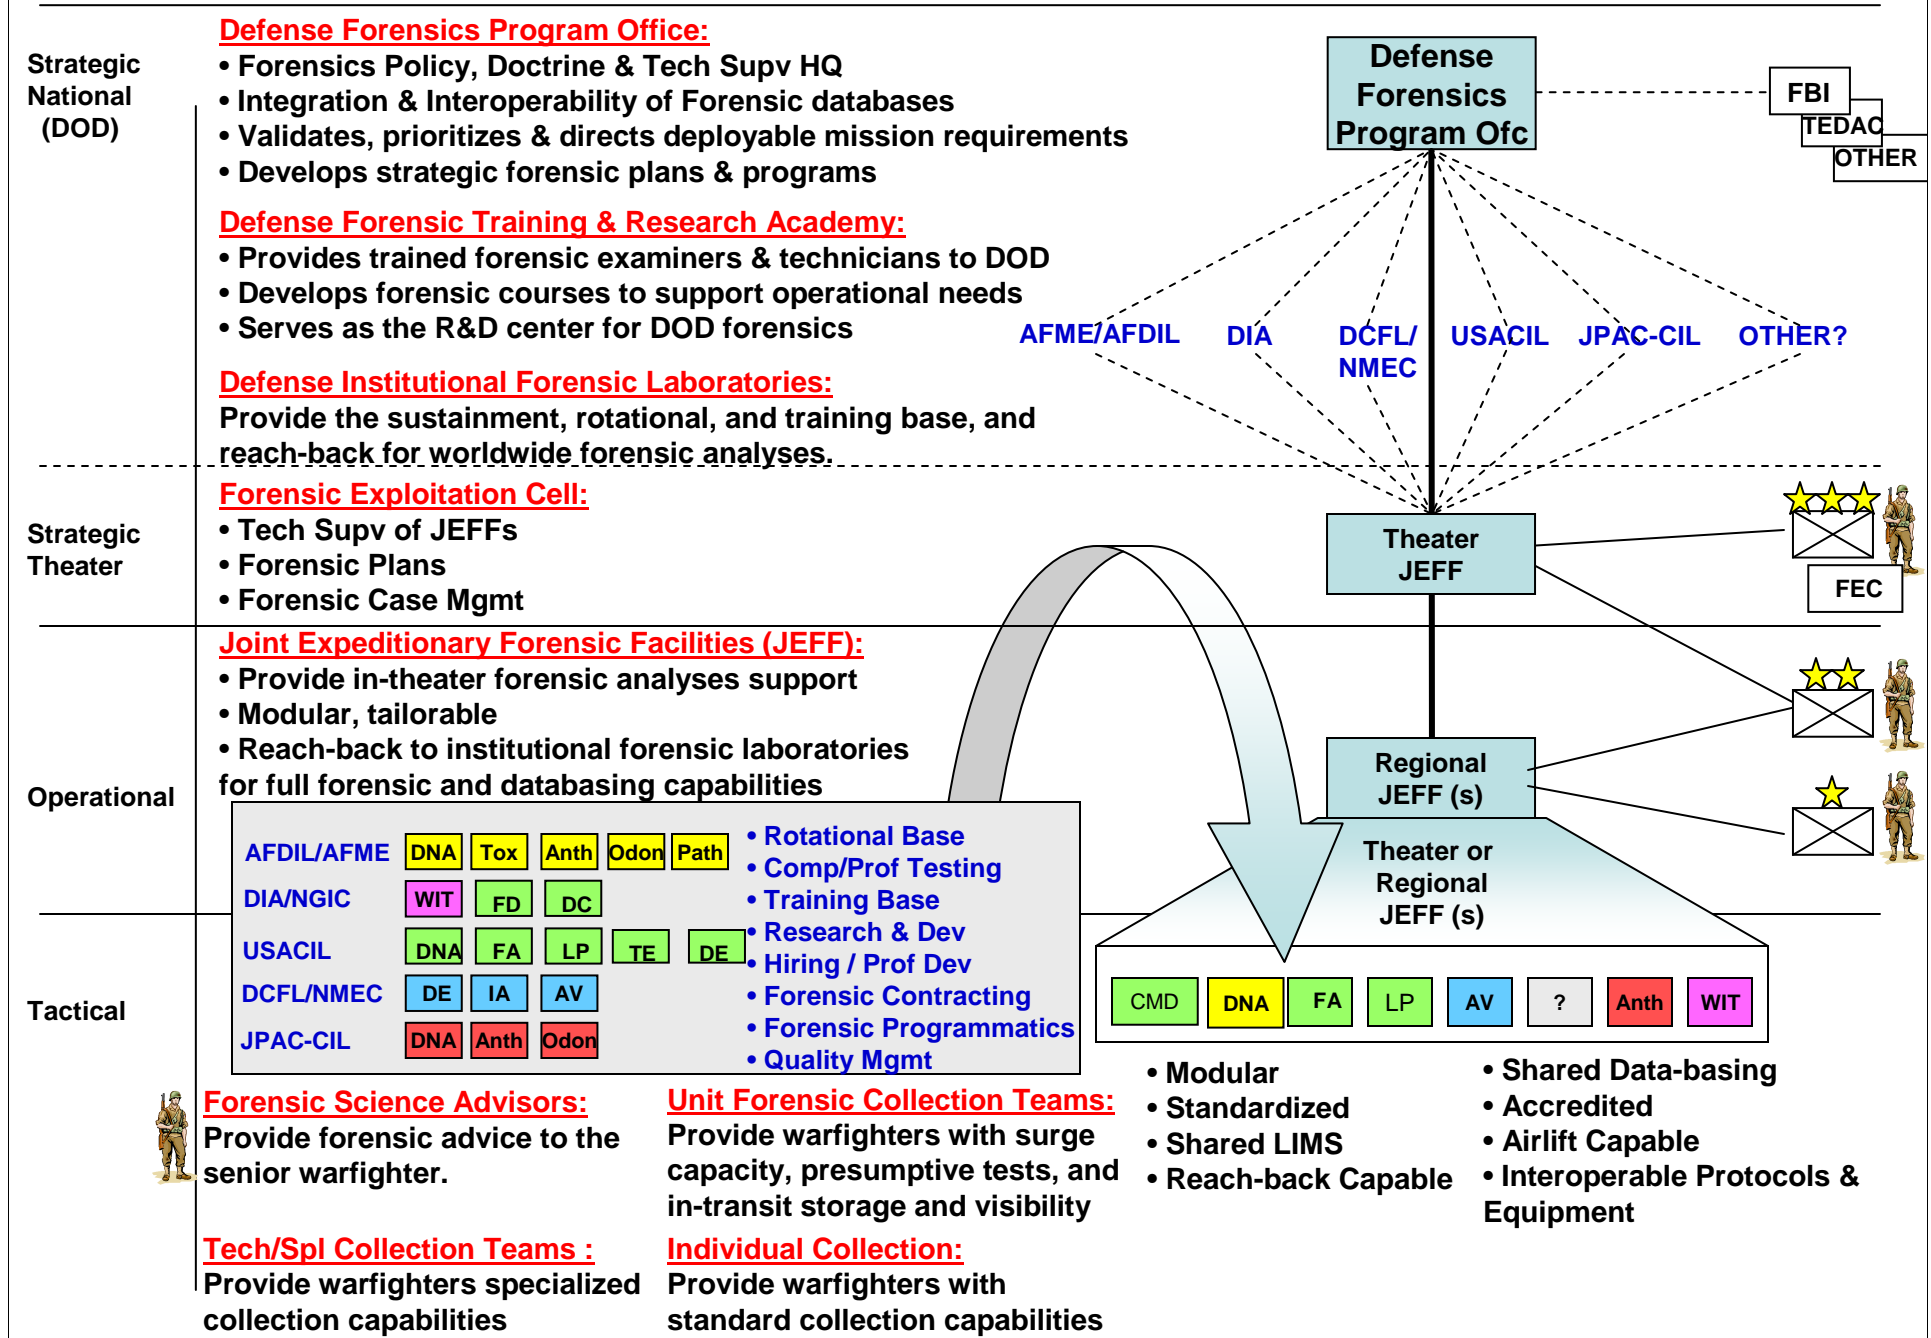 Strategic
National
(DOD)
Defense Forensics Program Office:
• Forensics Policy, Doctrine & Tech Supv HQ
• Integration & Interoperability of Forensic databases
• Validates, prioritizes & directs deployable mission requirements
• Develops strategic forensic plans & programs
Defense Forensic Training & Research Academy:
• Provides trained forensic examiners & technicians to DOD
• Develops forensic courses to support operational needs
• Serves as the R&D center for DOD forensics
Defense Institutional Forensic Laboratories:
Provide the sustainment, rotational, and training base, and
reach-back for worldwide forensic analyses.
Defense
Forensics
Program Ofc
FBI
TEDAC
OTHER
AFME/AFDIL
DIA
DCFL/
NMEC
USACIL
JPAC-CIL
OTHER?
Strategic
Theater
Forensic Exploitation Cell:
• Tech Supv of JEFFs
• Forensic Plans
• Forensic Case Mgmt
Theater
JEFF
FEC
Operational
Joint Expeditionary Forensic Facilities (JEFF):
• Provide in-theater forensic analyses support
• Modular, tailorable
• Reach-back to institutional forensic laboratories
for full forensic and databasing capabilities
Regional
JEFF (s)
Theater or
Regional
JEFF (s)
AFDIL/AFME DNA Tox Anth Odon Path
DIA/NGIC WIT FD DC
USACIL DNA FA LP TE DE
DCFL/NMEC DE IA AV
JPAC-CIL DNA Anth Odon
• Rotational Base
• Comp/Prof Testing
• Training Base
• Research & Dev
• Hiring / Prof Dev
• Forensic Contracting
• Forensic Programmatics
• Quality Mgmt
CMD DNA FA LP AV ? Anth WIT
Tactical
• Modular
• Standardized
• Shared LIMS
• Reach-back Capable
• Shared Data-basing
• Accredited
• Airlift Capable
• Interoperable Protocols &
Equipment
Forensic Science Advisors:
Provide forensic advice to the
senior warfighter.
Unit Forensic Collection Teams:
Provide warfighters with surge
capacity, presumptive tests, and
in-transit storage and visibility
Tech/Spl Collection Teams :
Provide warfighters specialized
collection capabilities
Individual Collection:
Provide warfighters with
standard collection capabilities